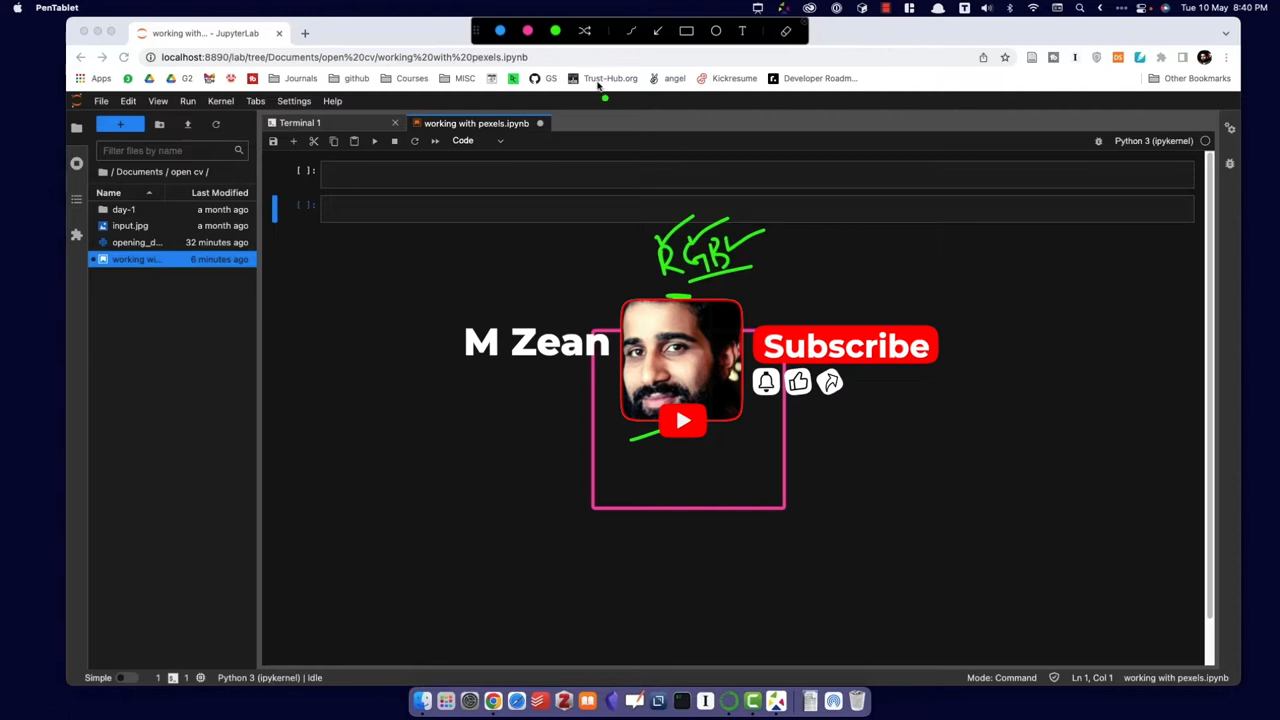 PenTablet
Tue 10 May 8:40 PM
working with... - JupyterLab
localhost:8890/lab/tree/Documents/open%20cv/working%20with%20pexels.ipynb
Apps
G2
Journals
github
Courses
MISC
GS
Trust-Hub.org
angel
Kickresume
Developer Roadm...
Other Bookmarks
File Edit View Run Kernel Tabs Settings Help
Terminal 1
working with pexels.ipynb
Code
Python 3 (ipykernel)
Filter files by name
/ Documents / open cv /
Name Last Modified
day-1 a month ago
input.jpg a month ago
opening_d... 32 minutes ago
working wi... 6 minutes ago
[ ]:
[ ]:
RGB
M Zean
Subscribe
Simple 1 1 Python 3 (ipykernel) | Idle
Mode: Command Ln 1, Col 1 working with pexels.ipynb